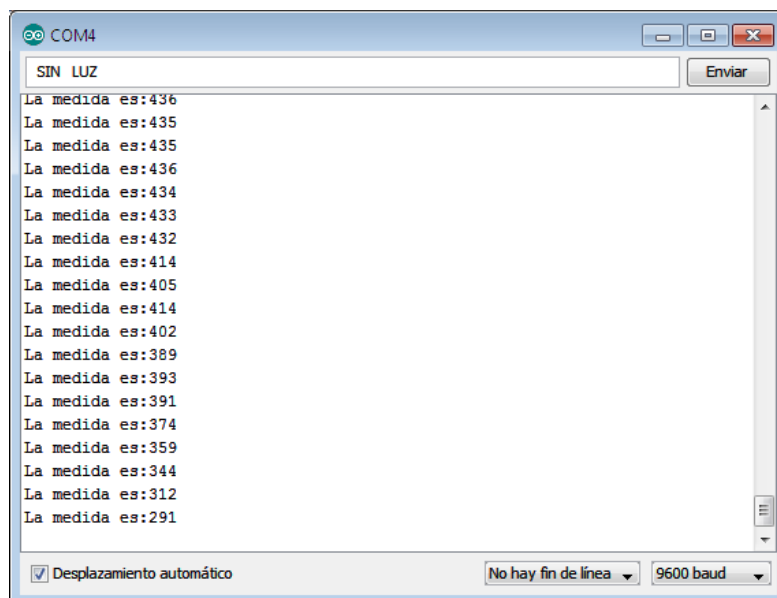 COM4
SIN LUZ
Enviar
La medida es:436
La medida es:435
La medida es:435
La medida es:436
La medida es:434
La medida es:433
La medida es:432
La medida es:414
La medida es:405
La medida es:414
La medida es:402
La medida es:389
La medida es:393
La medida es:391
La medida es:374
La medida es:359
La medida es:344
La medida es:312
La medida es:291
Desplazamiento automático
No hay fin de línea
9600 baud